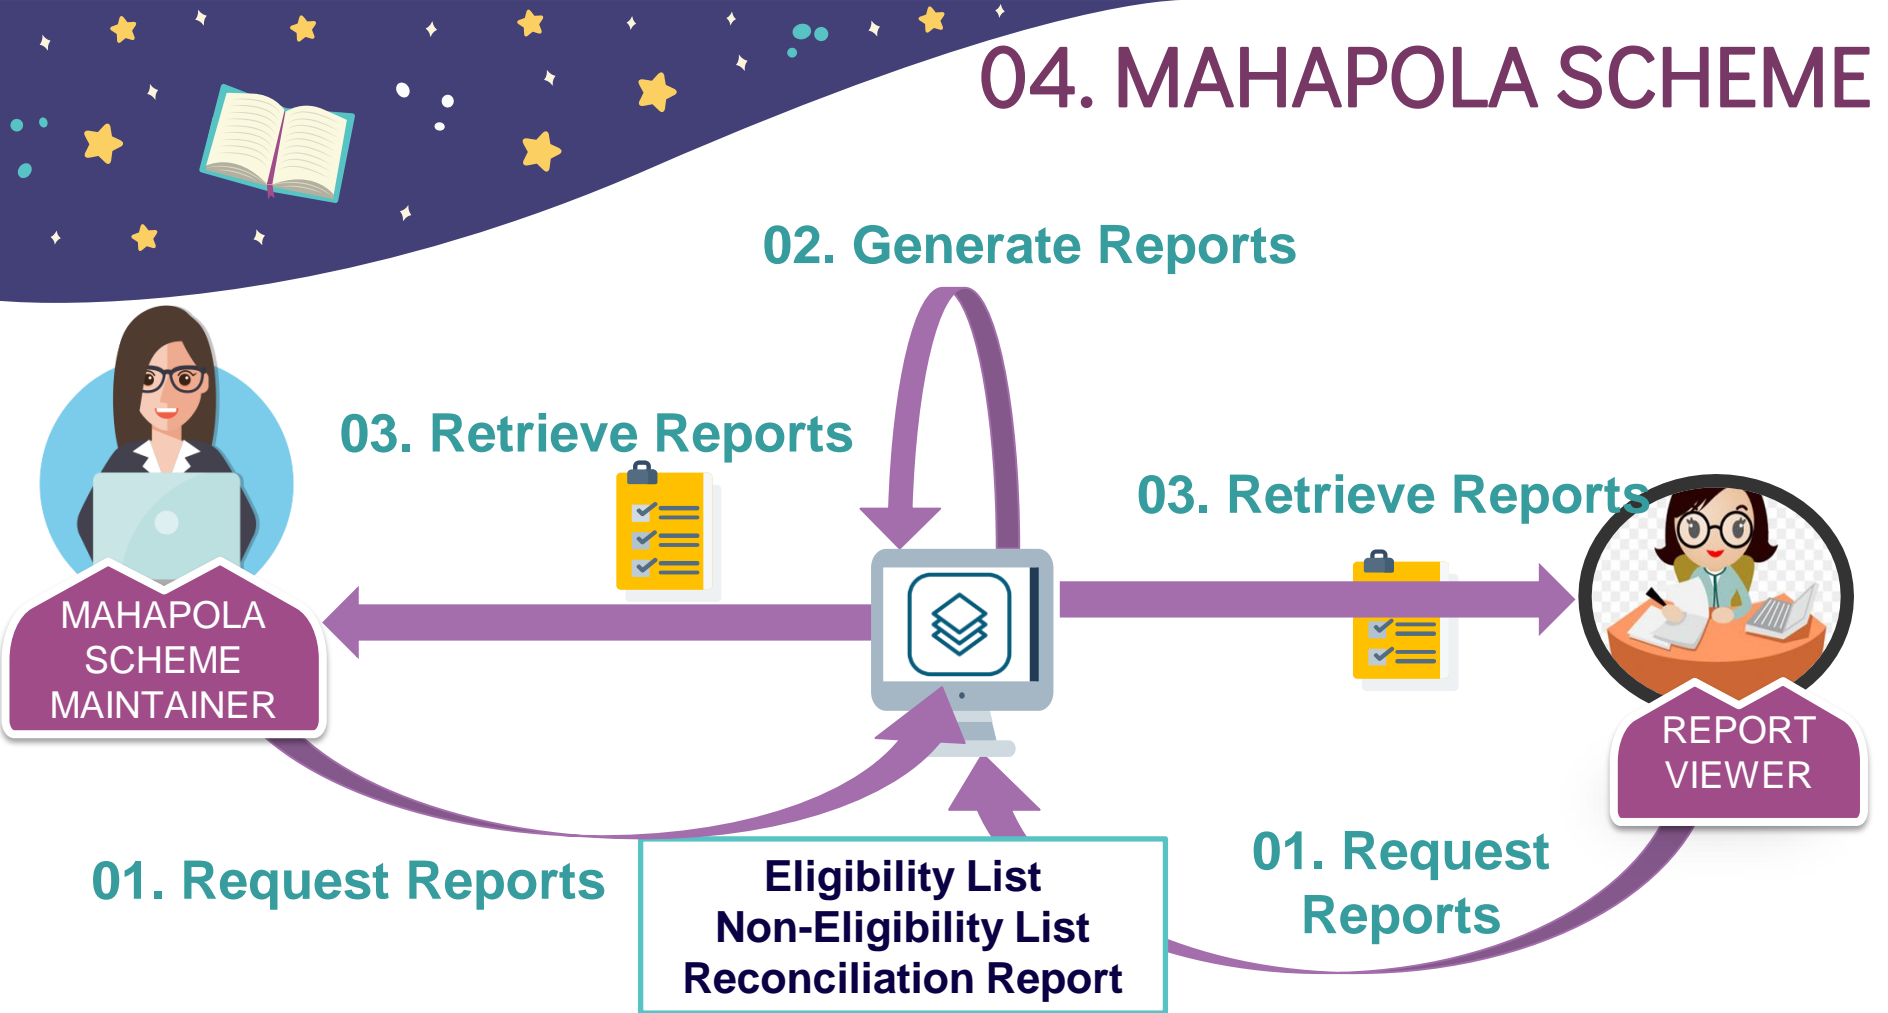 04. MAHAPOLA SCHEME
02. Generate Reports
03. Retrieve Reports
03. Retrieve Reports
MAHAPOLA
SCHEME
MAINTAINER
REPORT
VIEWER
01. Request Reports
01. Request
Reports
Eligibility List
Non-Eligibility List
Reconciliation Report